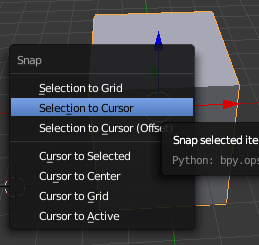 Snap
Selection to Grid
Selection to Cursor
Selection to Cursor (Offset
Snap selected ite
Python: bpy.ops
Cursor to Selected
Cursor to Center
Cursor to Grid
Cursor to Active